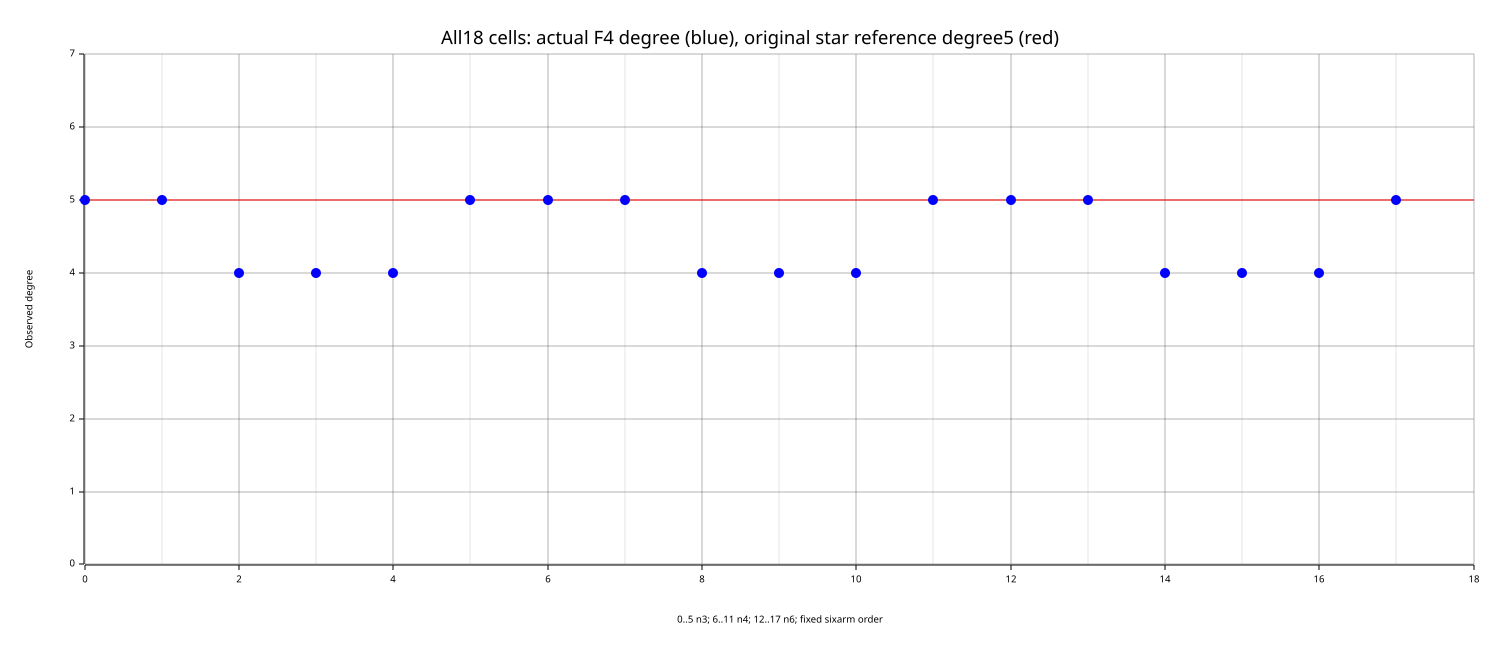 All18 cells: actual F4 degree (blue), original star reference degree5 (red)
7
6
5
4
3
2
1
0
Observed degree
0 2 4 6 8 10 12 14 16 18
0..5 n3; 6..11 n4; 12..17 n6; fixed sixarm order